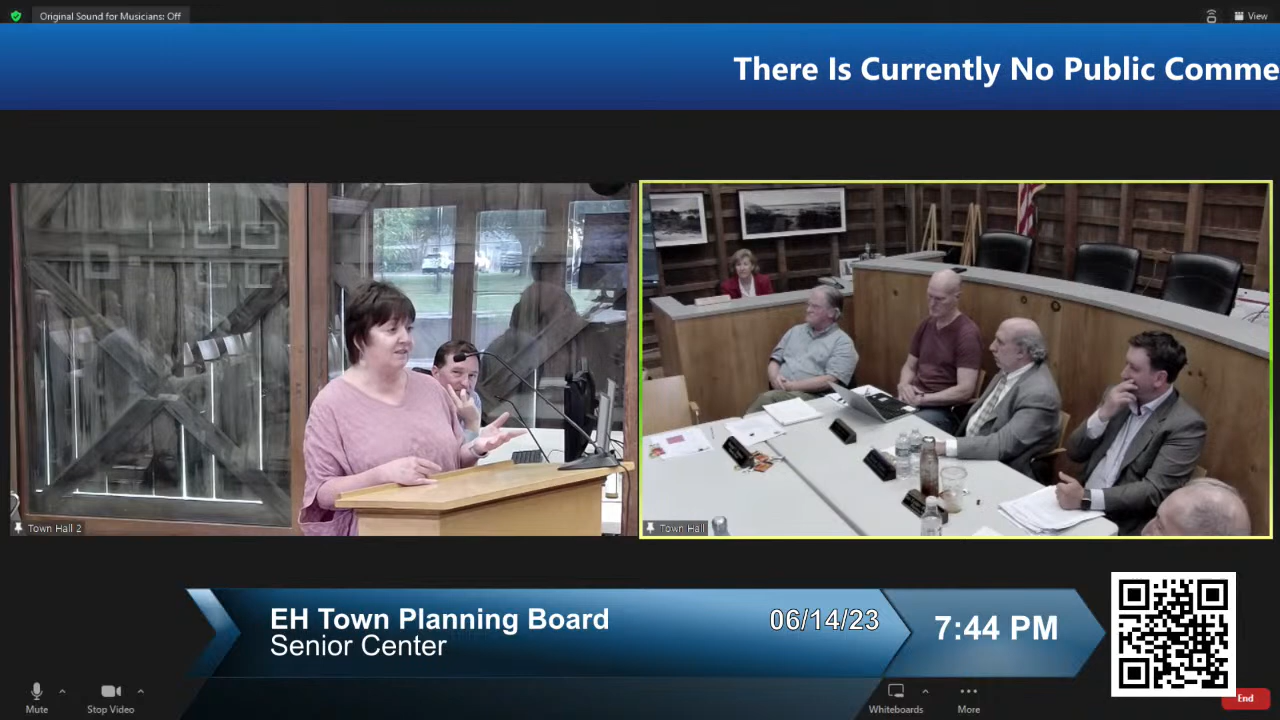 Original Sound for Musicians: Off
View
There Is Currently No Public Comme
Town Hall 2
Town Hall
EH Town Planning Board
Senior Center
06/14/23
7:44 PM
Mute
Stop Video
Whiteboards
More
End